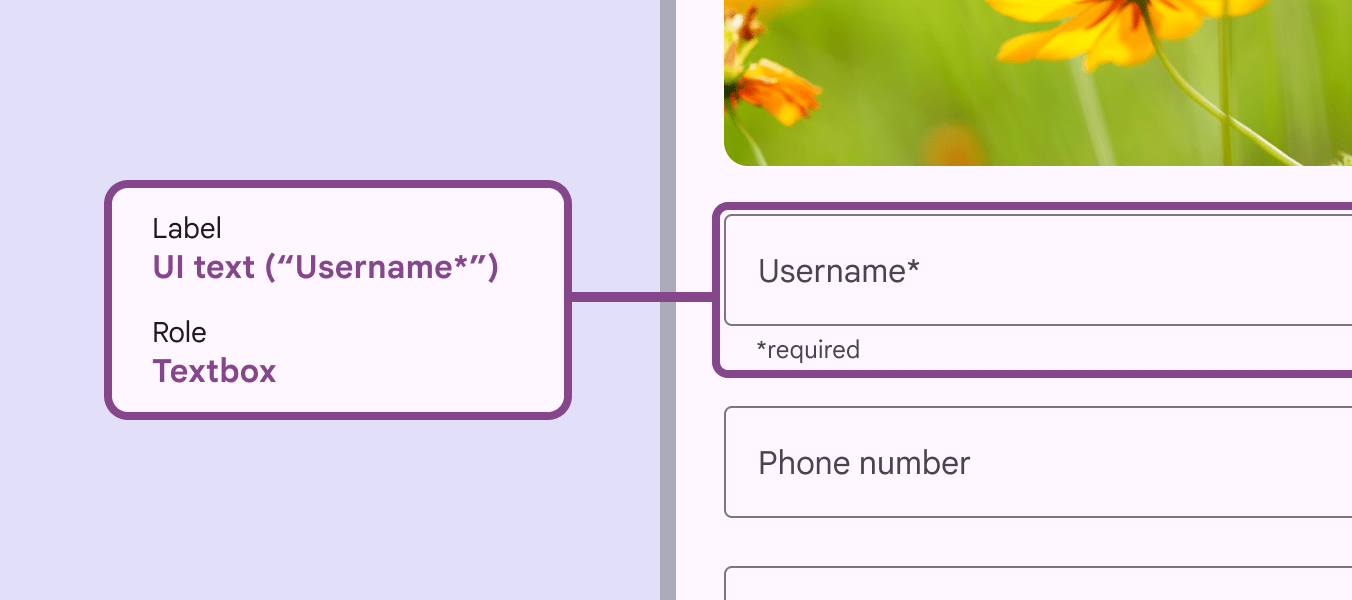 Label
UI text (“Username*”)
Role
Textbox
Username*
*required
Phone number